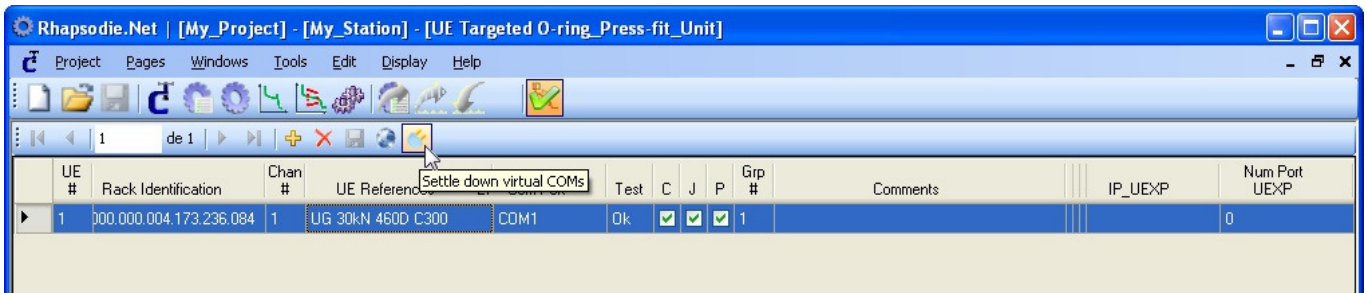 Rhapsodie.Net | [My_Project] - [My_Station] - [UE Targeted O-ring_Press-fit_Unit]
Project Pages Windows Tools Edit Display Help
1 de 1
UE # Rack Identification Chan # UE References Test C J P Grp # Comments IP_UEXP Num Port UEXP
Settle down virtual COMs
1 000.000.004.173.236.084 1 UG 30kN 460D C300 COM1 Ok 1 0